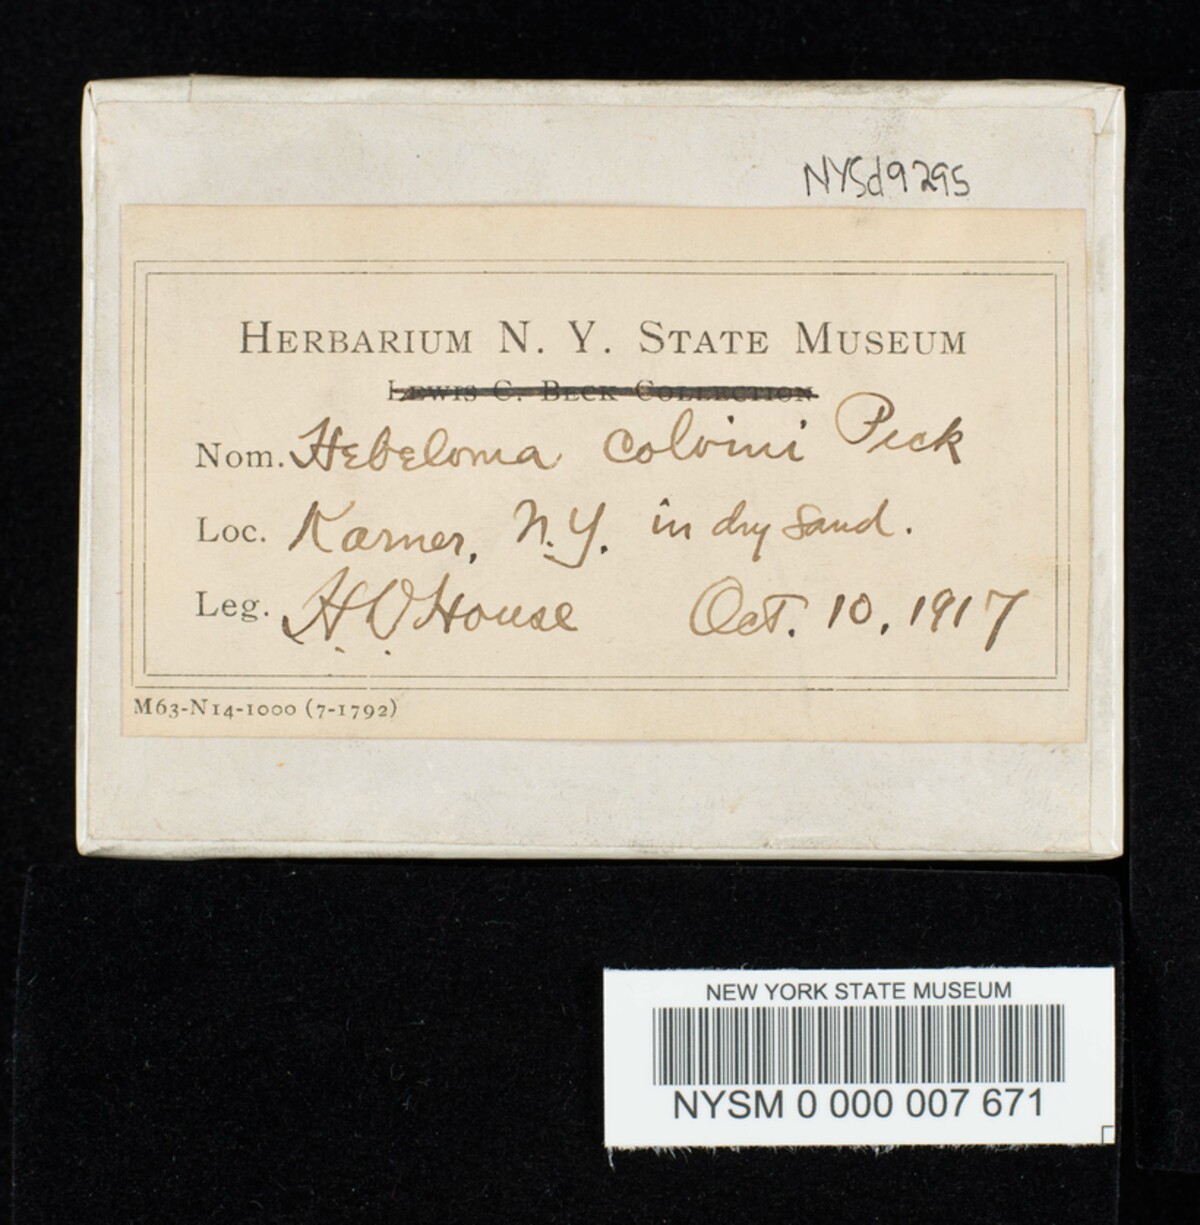 NYSd9295
HERBARIUM N. Y. STATE MUSEUM
LEWIS C. BECK COLLECTION
Nom. Hebeloma colvini Peck
Loc. Karner, N.Y. in dry sand.
Leg. H. D. House Oct. 10, 1917
M63-N14-1000 (7-1792)
NEW YORK STATE MUSEUM
NYSM 0 000 007 671